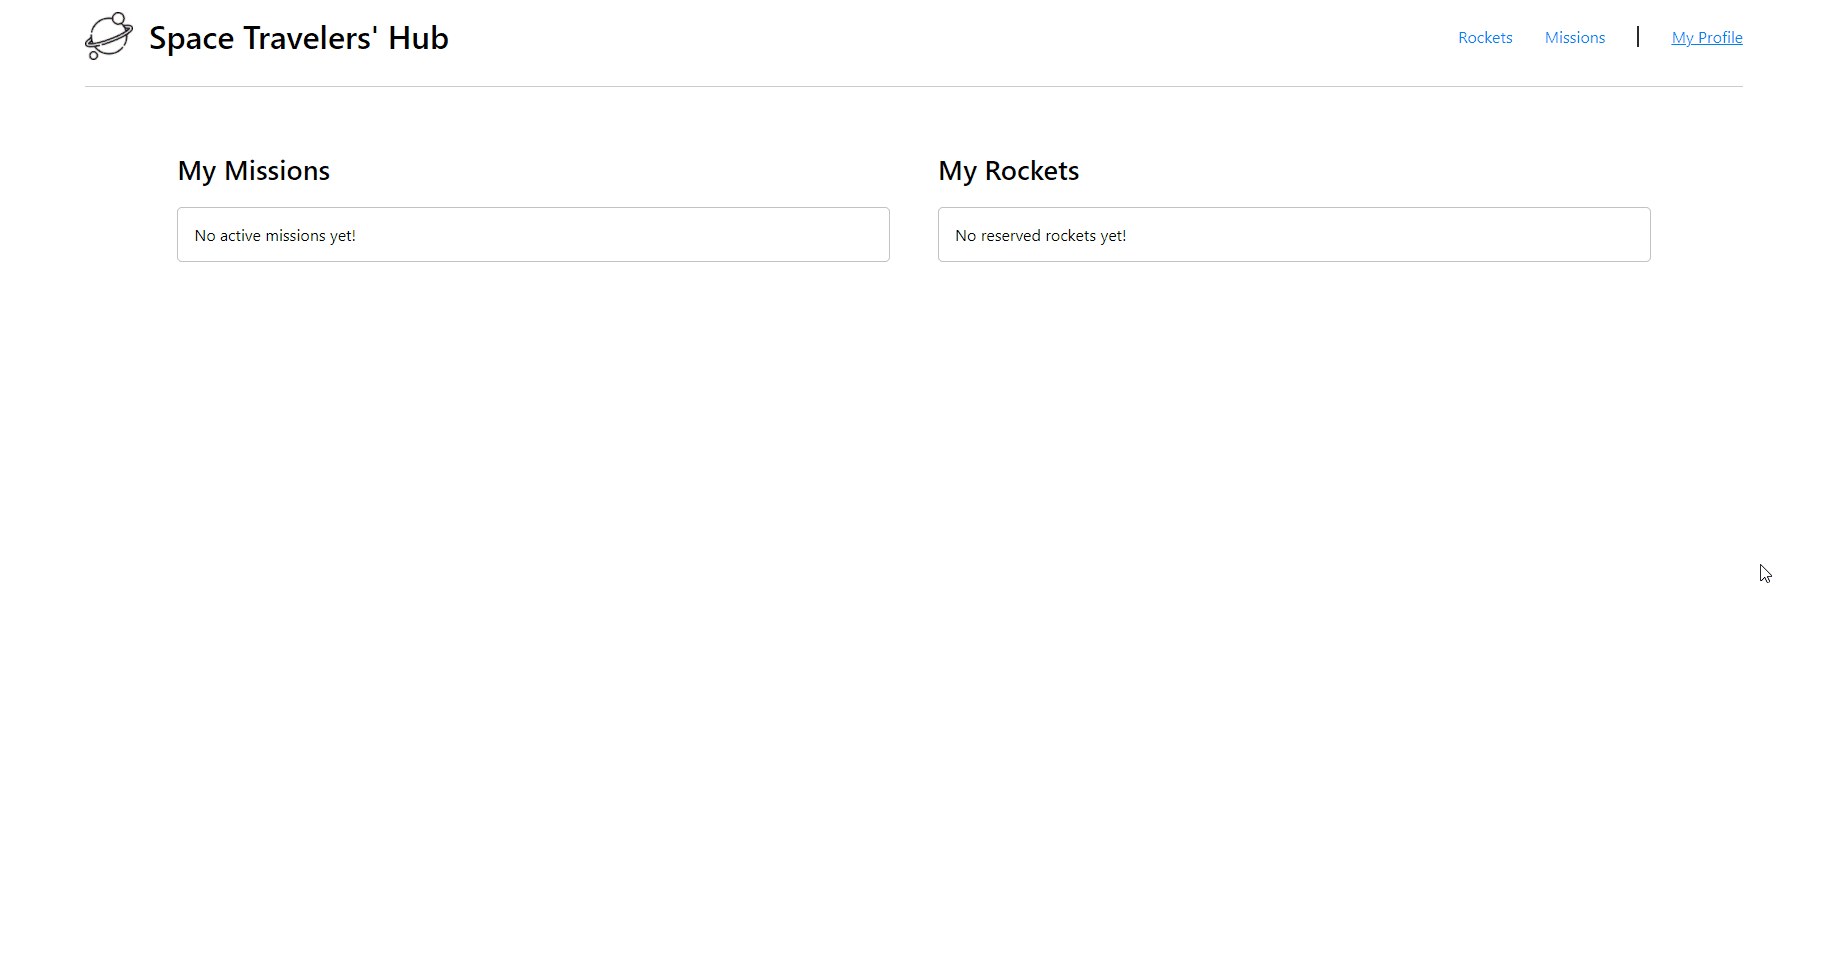 Space Travelers' Hub
Rockets Missions | My Profile
My Missions
No active missions yet!
My Rockets
No reserved rockets yet!